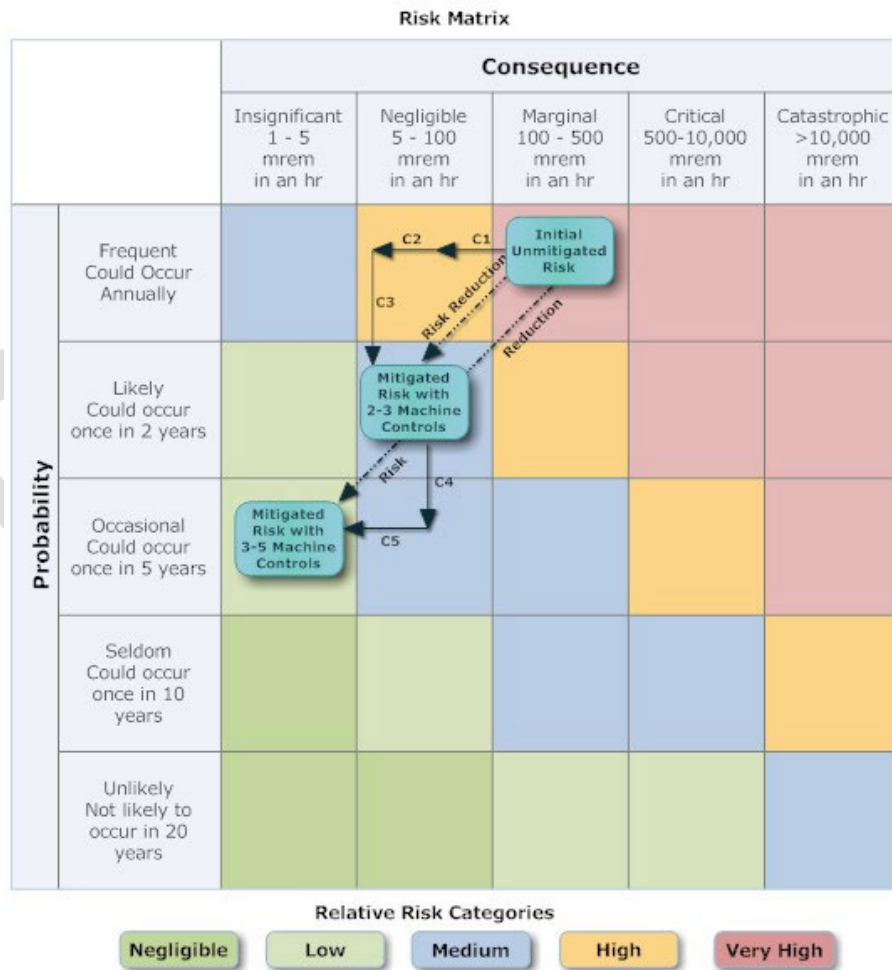 Risk Matrix
Consequence
Insignificant
1 - 5
mrem
in an hr
Negligible
5 - 100
mrem
in an hr
Marginal
100 - 500
mrem
in an hr
Critical
500-10,000
mrem
in an hr
Catastrophic
>10,000
mrem
in an hr
Probability
Frequent
Could Occur
Annually
C2
C1
Initial
Unmitigated
Risk
C3
Risk Reduction
Reduction
Likely
Could occur
once in 2 years
Mitigated
Risk with
2-3 Machine
Controls
Risk
C4
Occasional
Could occur
once in 5 years
Mitigated
Risk with
3-5 Machine
Controls
C5
Seldom
Could occur
once in 10
years
Unlikely
Not likely to
occur in 20
years
Relative Risk Categories
Negligible
Low
Medium
High
Very High